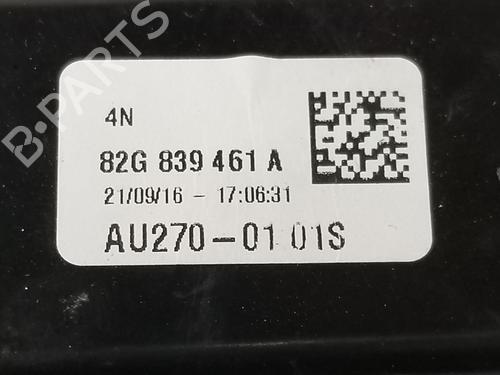 B-PARTS
4N
82G 839 461 A
21/09/16 - 17:06:31
AU270-01 01S